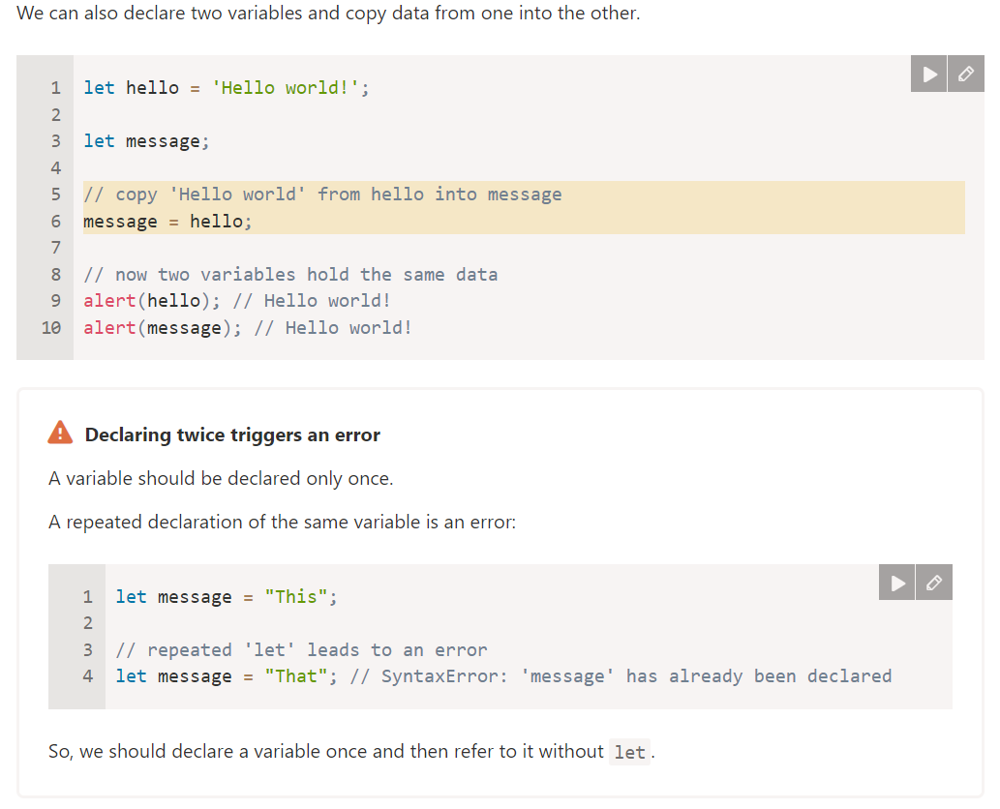 We can also declare two variables and copy data from one into the other.
1 let hello = 'Hello world!';
2
3 let message;
4
5 // copy 'Hello world' from hello into message
6 message = hello;
7
8 // now two variables hold the same data
9 alert(hello); // Hello world!
10 alert(message); // Hello world!
Declaring twice triggers an error
A variable should be declared only once.
A repeated declaration of the same variable is an error:
1 let message = "This";
2
3 // repeated 'let' leads to an error
4 let message = "That"; // SyntaxError: 'message' has already been declared
So, we should declare a variable once and then refer to it without let.